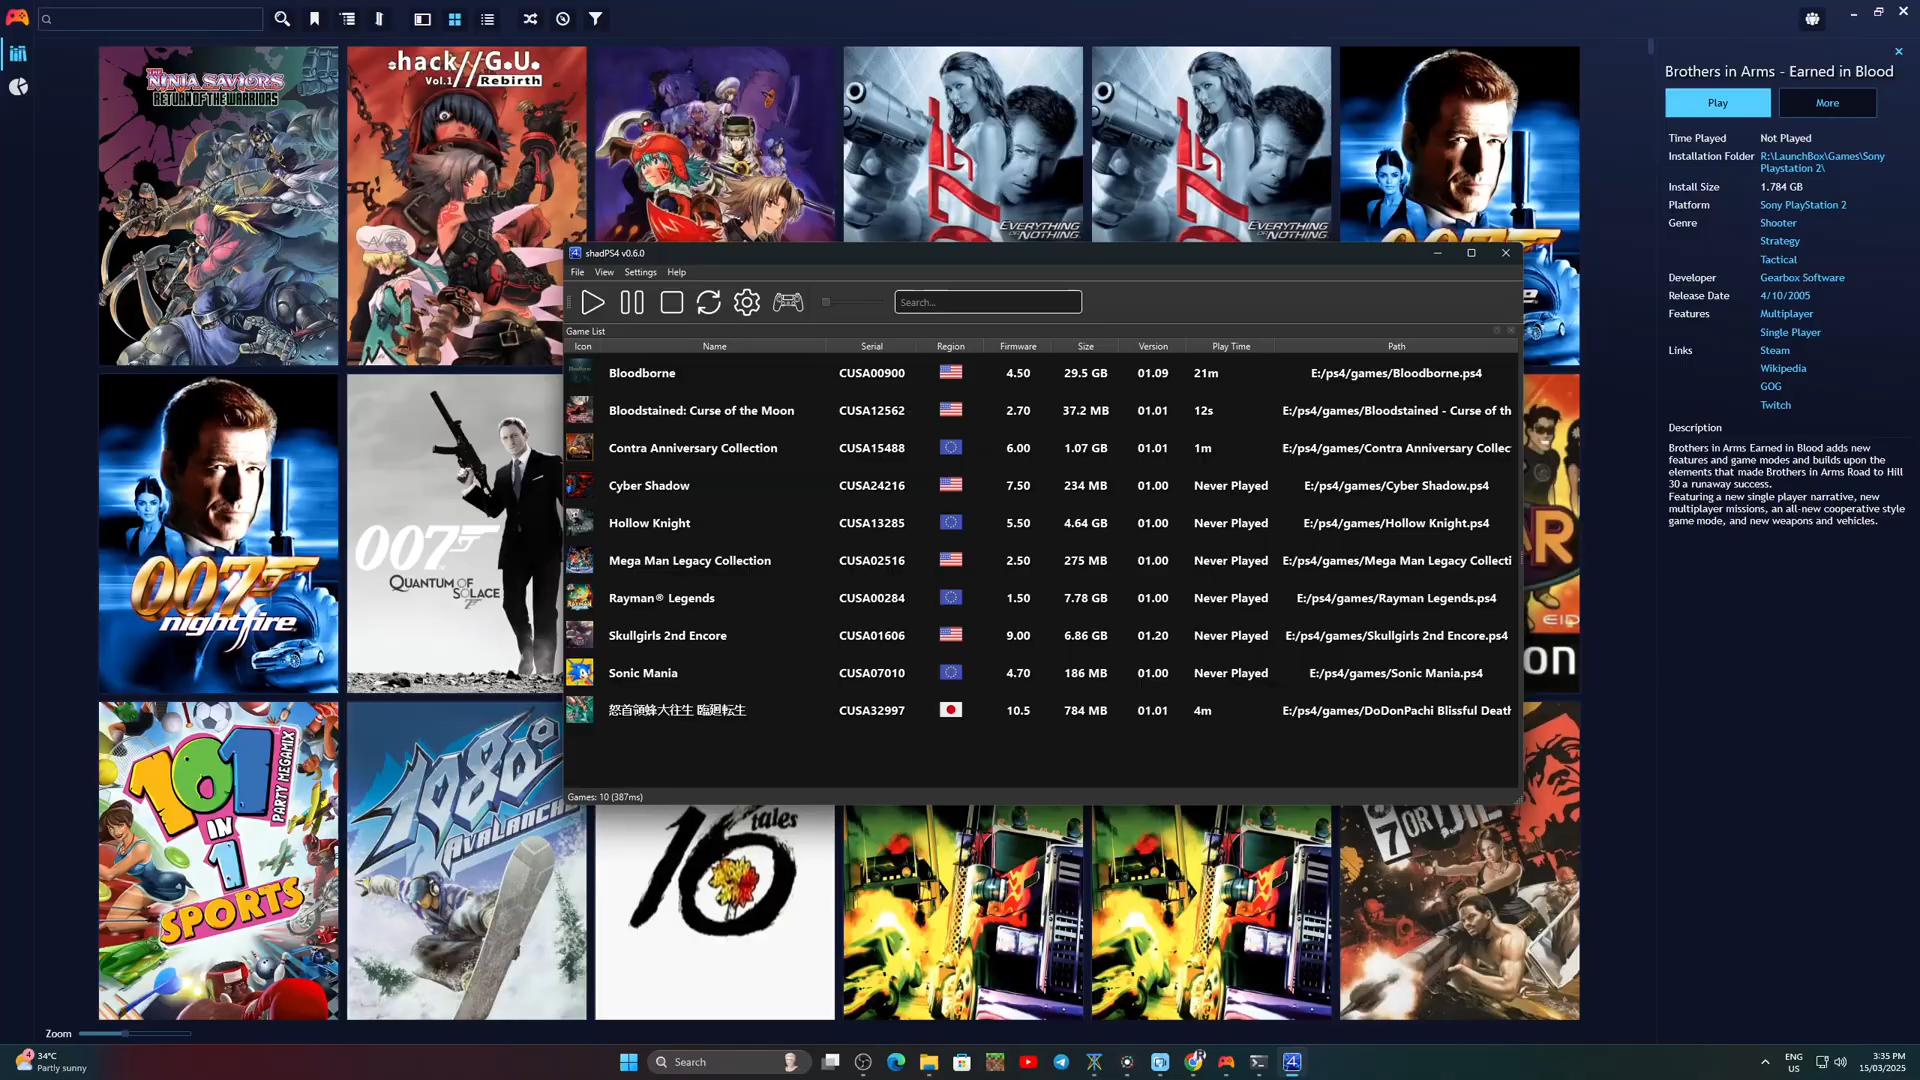 THE NINJA SAVIORS
RETURN OF THE WARRIORS
.hack//G.U.
Vol.1 Rebirth
EVERYTHING
OR NOTHING
EVERYTHING
OR NOTHING
Brothers in Arms - Earned in Blood
Play
More
Time Played Not Played
Installation Folder R:\LaunchBox\Games\Sony
Playstation 2\
Install Size 1.784 GB
Platform Sony PlayStation 2
Genre Shooter
Strategy
Tactical
Developer Gearbox Software
Release Date 4/10/2005
Features Multiplayer
Single Player
Links Steam
Wikipedia
GOG
Twitch
Description
Brothers in Arms Earned in Blood adds new
features and game modes and builds upon the
elements that made Brothers in Arms Road to Hill
30 a runaway success.
Featuring a new single player narrative, new
multiplayer missions, an all-new cooperative style
game mode, and new weapons and vehicles.
shadPS4 v0.6.0
File View Settings Help
Search...
Game List
Icon Name Serial Region Firmware Size Version Play Time Path
Bloodborne CUSA00900 4.50 29.5 GB 01.09 21m E:/ps4/games/Bloodborne.ps4
Bloodstained: Curse of the Moon CUSA12562 2.70 37.2 MB 01.01 12s E:/ps4/games/Bloodstained - Curse of th
Contra Anniversary Collection CUSA15488 6.00 1.07 GB 01.01 1m E:/ps4/games/Contra Anniversary Collec
Cyber Shadow CUSA24216 7.50 234 MB 01.00 Never Played E:/ps4/games/Cyber Shadow.ps4
Hollow Knight CUSA13285 5.50 4.64 GB 01.00 Never Played E:/ps4/games/Hollow Knight.ps4
Mega Man Legacy Collection CUSA02516 2.50 275 MB 01.00 Never Played E:/ps4/games/Mega Man Legacy Collecti
Rayman® Legends CUSA00284 1.50 7.78 GB 01.00 Never Played E:/ps4/games/Rayman Legends.ps4
Skullgirls 2nd Encore CUSA01606 9.00 6.86 GB 01.20 Never Played E:/ps4/games/Skullgirls 2nd Encore.ps4
Sonic Mania CUSA07010 4.70 186 MB 01.00 Never Played E:/ps4/games/Sonic Mania.ps4
怒首領蜂大往生 臨廻転生 CUSA32997 10.5 784 MB 01.01 4m E:/ps4/games/DoDonPachi Blissful Death
Games: 10 (387ms)
007
nightfire
007
QUANTUM OF
SOLACE
EID
on
101
IN
1
SPORTS
PARTY MEGAMIX
1080°
AVALANCHE
16
tales
7 OR DIE
Zoom
4
34°C
Partly sunny
Search
ENG
US
3:35 PM
15/03/2025